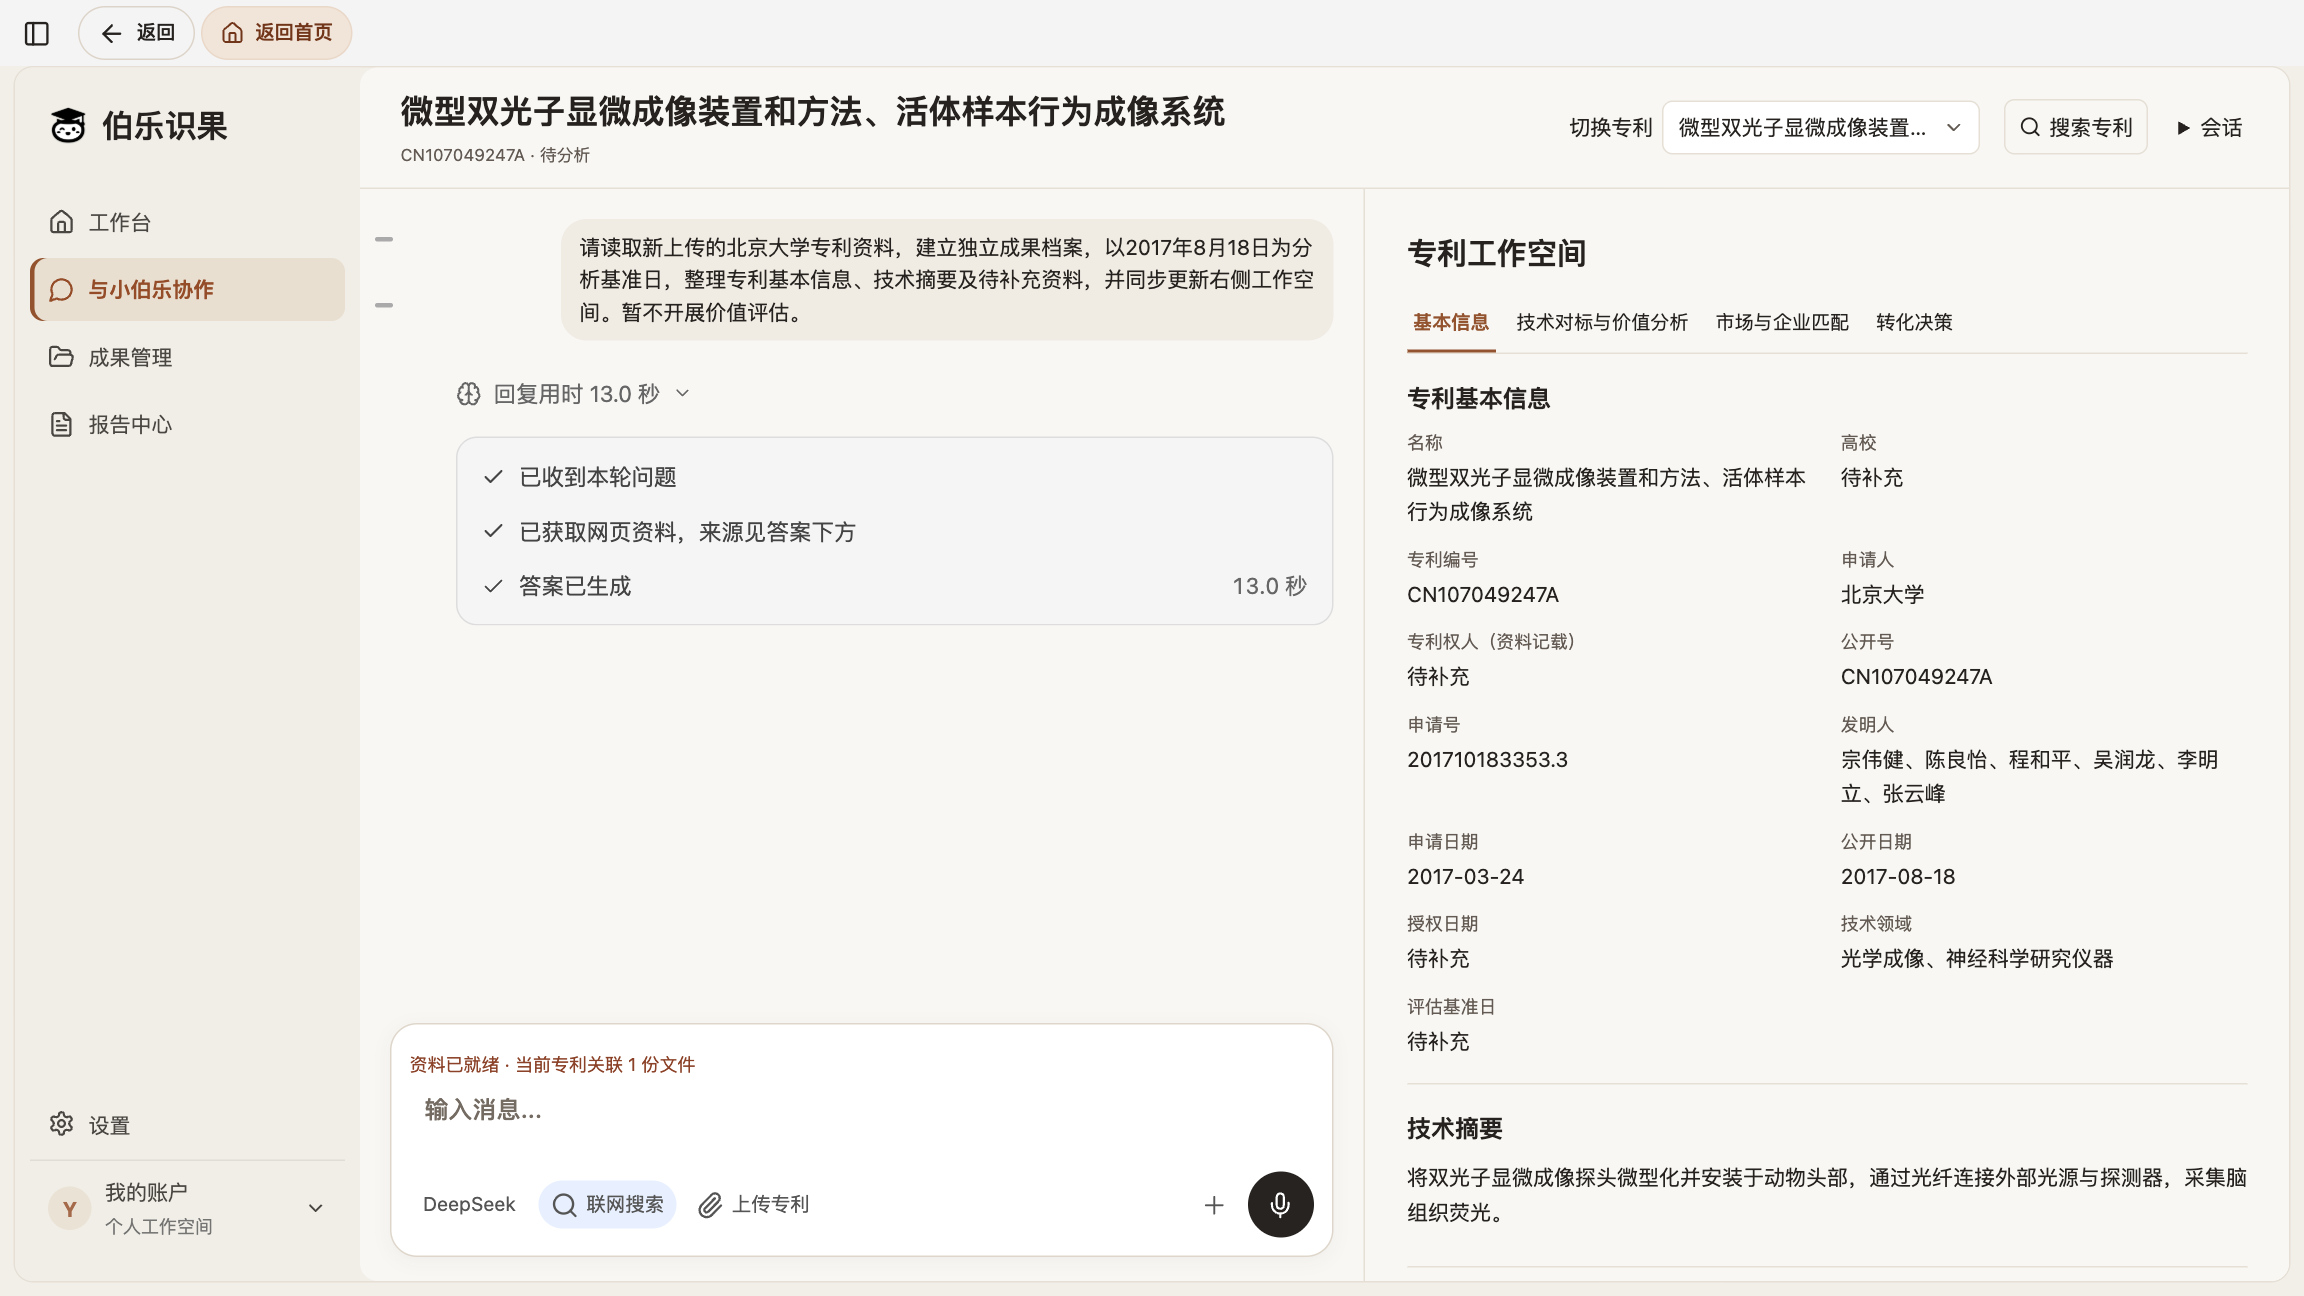 返回
返回首页
伯乐识果
工作台
与小伯乐协作
成果管理
报告中心
设置
Y
我的账户
个人工作空间
微型双光子显微成像装置和方法、活体样本行为成像系统
CN107049247A · 待分析
切换专利
微型双光子显微成像装置...
搜索专利
会话
请读取新上传的北京大学专利资料，建立独立成果档案，以2017年8月18日为分
析基准日，整理专利基本信息、技术摘要及待补充资料，并同步更新右侧工作空
间。暂不开展价值评估。
回复用时 13.0 秒
已收到本轮问题
已获取网页资料，来源见答案下方
答案已生成
13.0 秒
资料已就绪 · 当前专利关联 1 份文件
输入消息...
DeepSeek
联网搜索
上传专利
专利工作空间
基本信息
技术对标与价值分析
市场与企业匹配
转化决策
专利基本信息
名称
微型双光子显微成像装置和方法、活体样本
行为成像系统
高校
待补充
专利编号
CN107049247A
申请人
北京大学
专利权人（资料记载）
待补充
公开号
CN107049247A
申请号
201710183353.3
发明人
宗伟健、陈良怡、程和平、吴润龙、李明
立、张云峰
申请日期
2017-03-24
公开日期
2017-08-18
授权日期
待补充
技术领域
光学成像、神经科学研究仪器
评估基准日
待补充
技术摘要
将双光子显微成像探头微型化并安装于动物头部，通过光纤连接外部光源与探测器，采集脑
组织荧光。